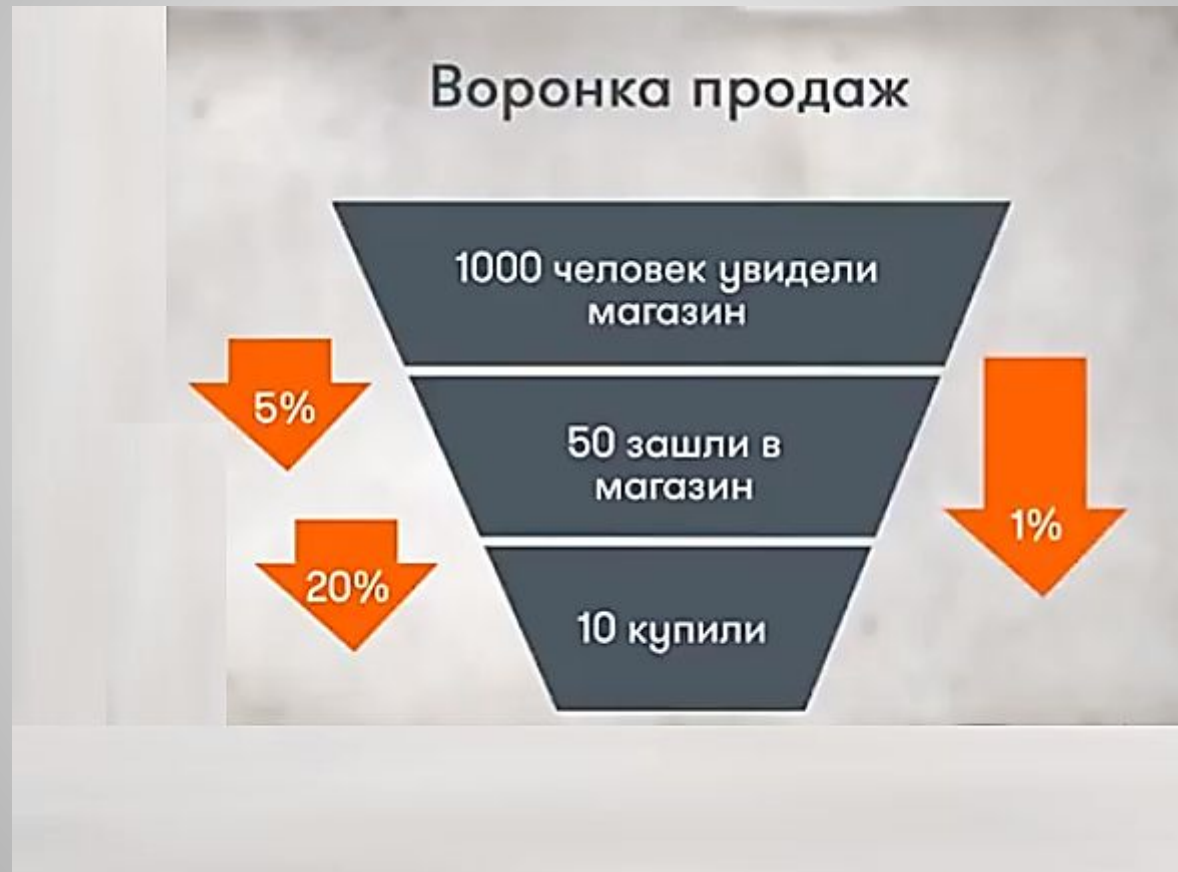 Воронка продаж
1000 человек увидели
магазин
5%
50 зашли в
магазин
1%
20%
10 купили